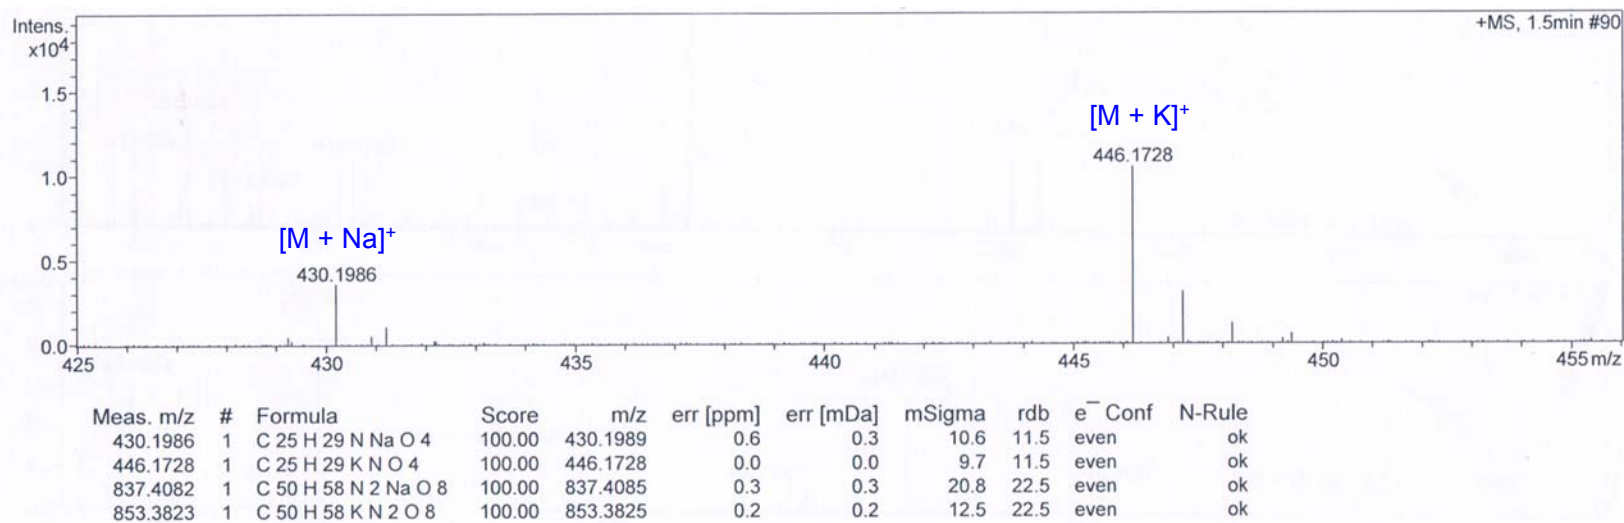 Intens.
x10⁴
+MS, 1.5min #90
1.5
[M + K]⁺
446.1728
1.0
[M + Na]⁺
0.5
430.1986
0.0
425 430 435 440 445 450 455 m/z
Meas. m/z # Formula Score m/z err [ppm] err [mDa] mSigma rdb e⁻ Conf N-Rule
430.1986 1 C 25 H 29 N Na O 4 100.00 430.1989 0.6 0.3 10.6 11.5 even ok
446.1728 1 C 25 H 29 K N O 4 100.00 446.1728 0.0 0.0 9.7 11.5 even ok
837.4082 1 C 50 H 58 N 2 Na O 8 100.00 837.4085 0.3 0.3 20.8 22.5 even ok
853.3823 1 C 50 H 58 K N 2 O 8 100.00 853.3825 0.2 0.2 12.5 22.5 even ok